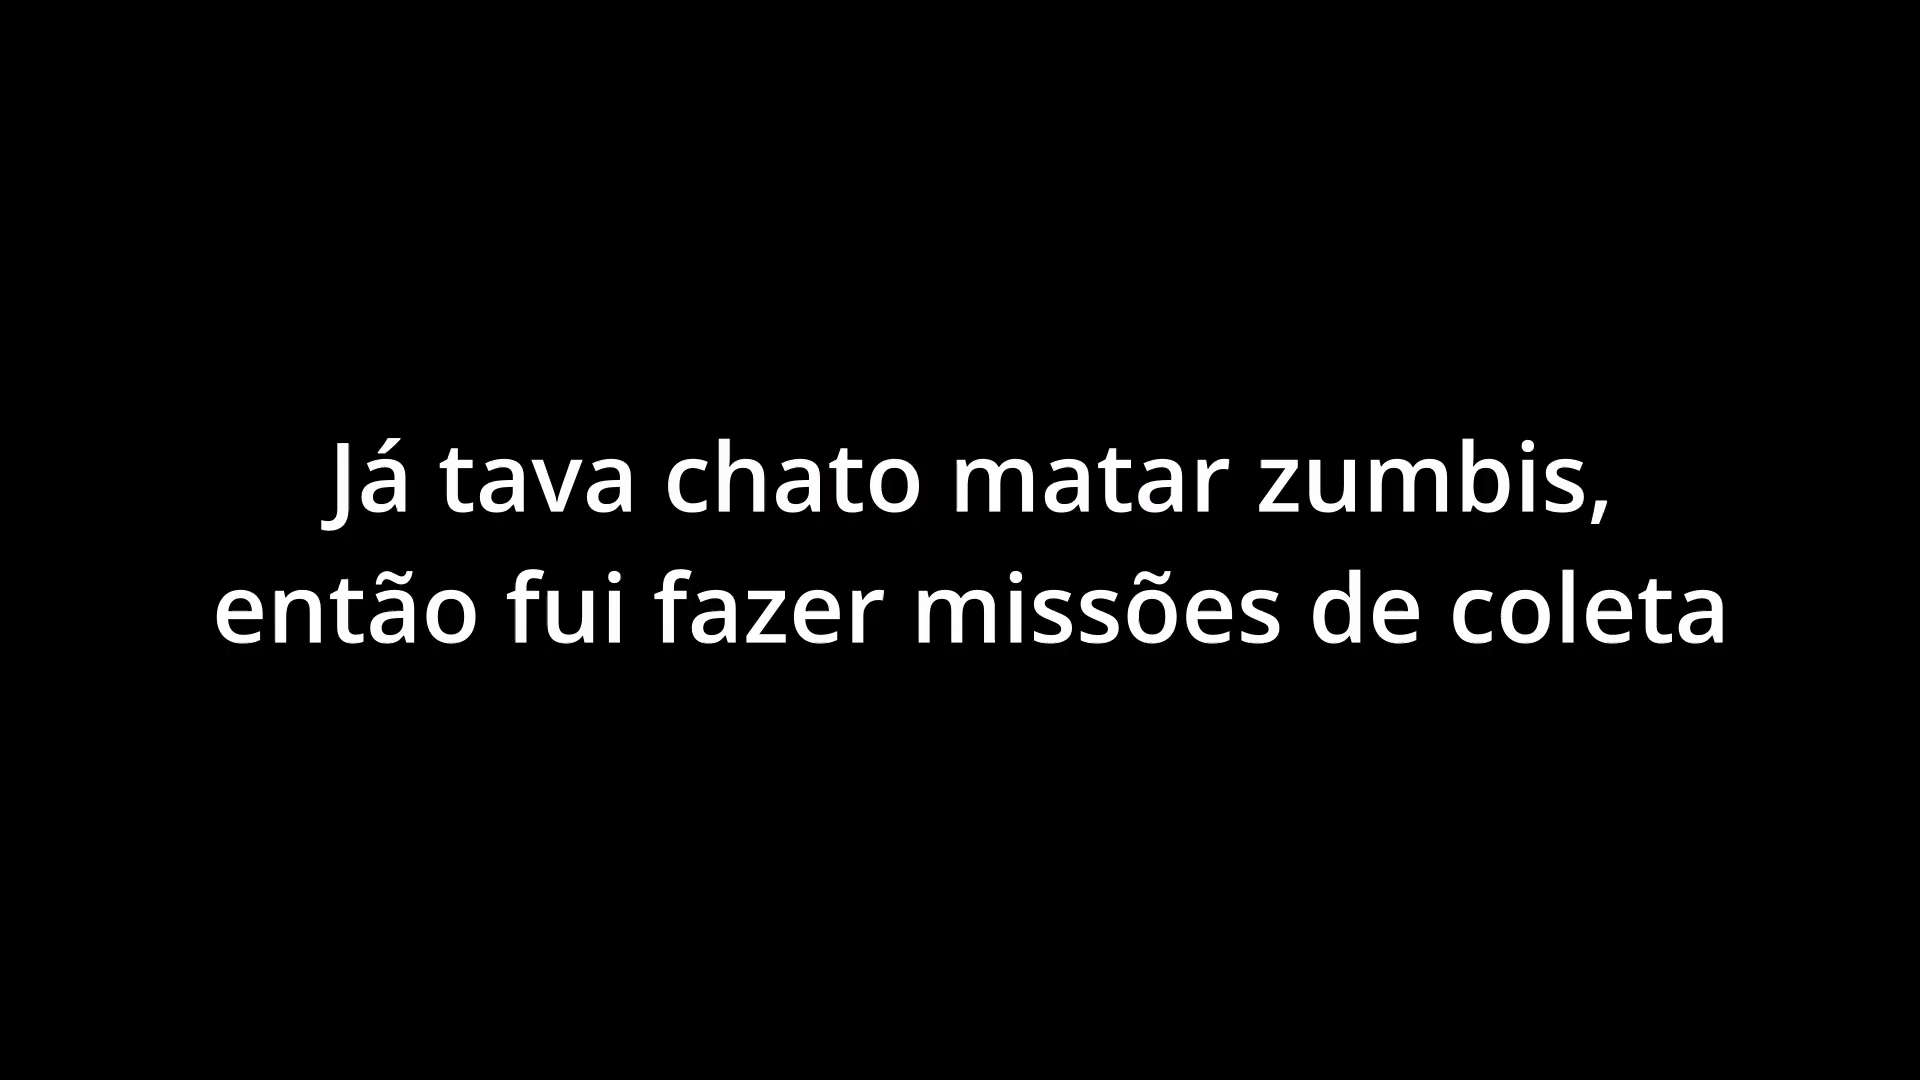 Já tava chato matar zumbis,
então fui fazer missões de coleta